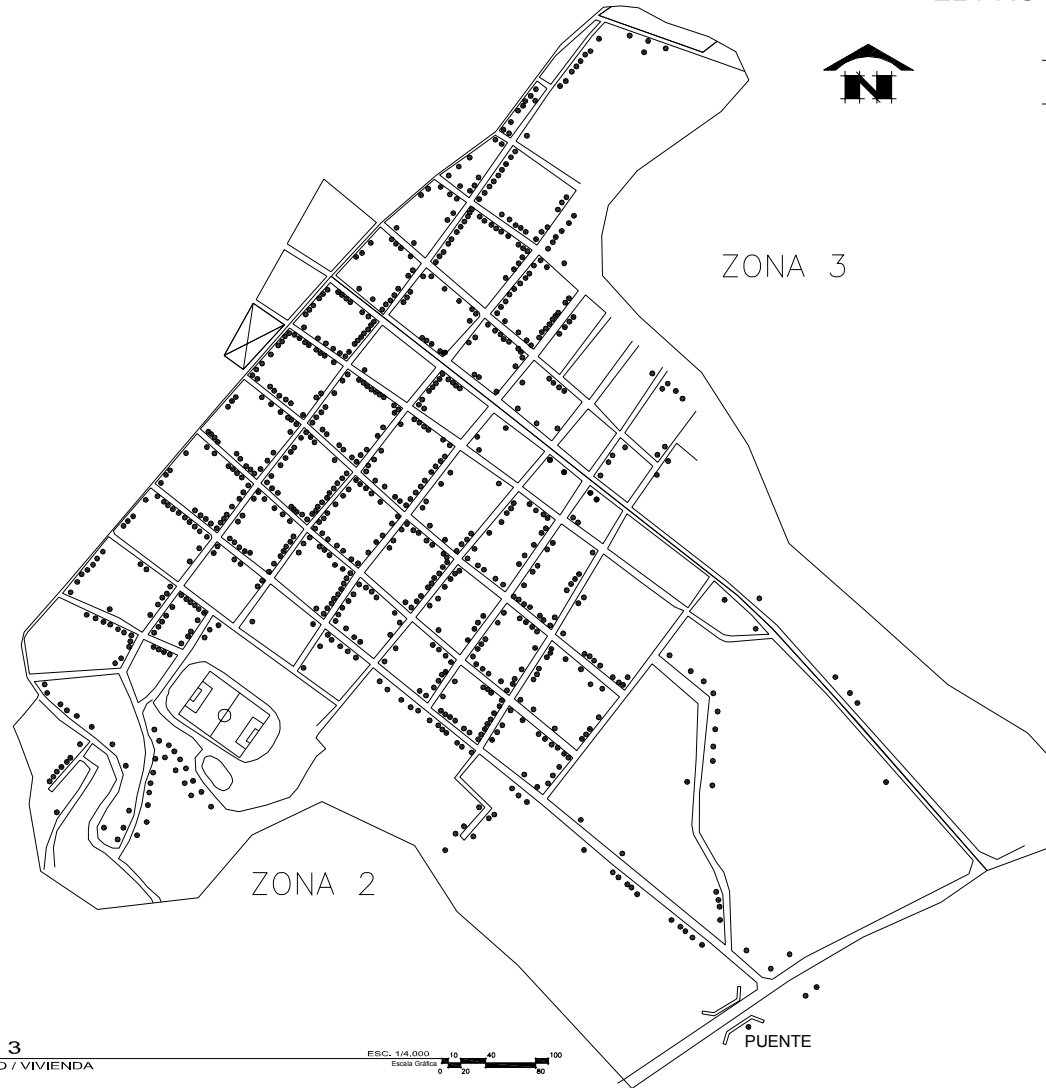 N
ZONA 3
ZONA 2
PUENTE
3
O / VIVIENDA
ESC. 1/4,000
Escala Gráfica
10 40 100
0 20 80